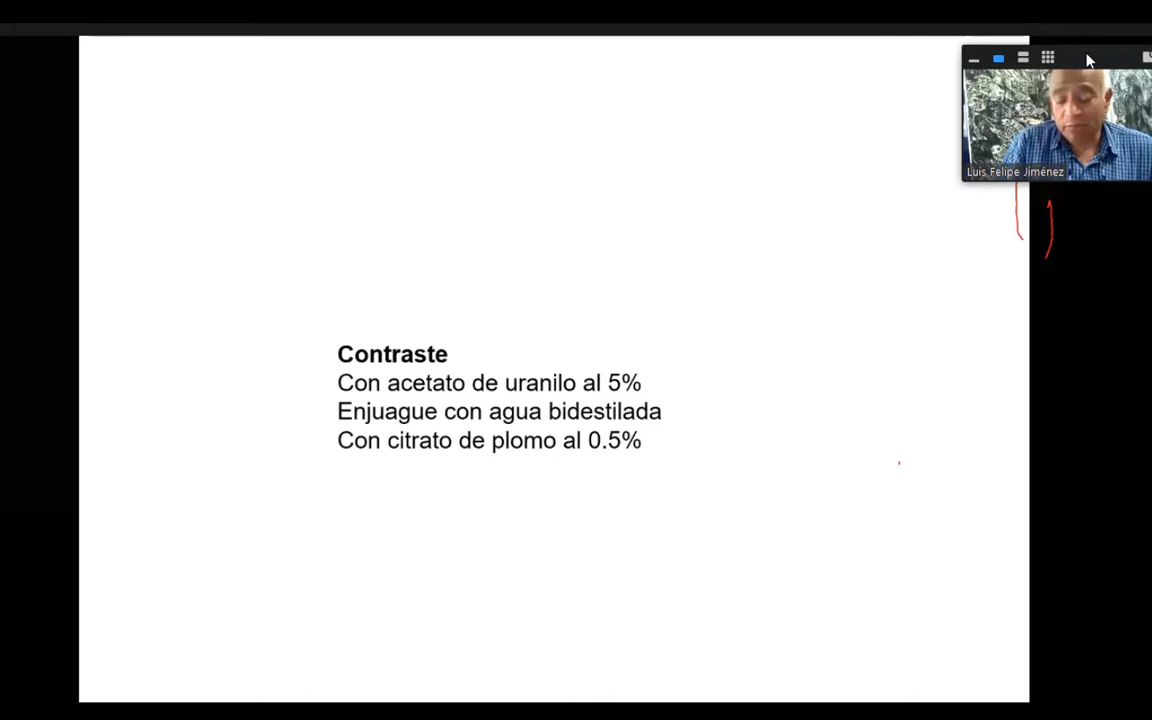 Luis Felipe Jiménez
Contraste
Con acetato de uranilo al 5%
Enjuague con agua bidestilada
Con citrato de plomo al 0.5%